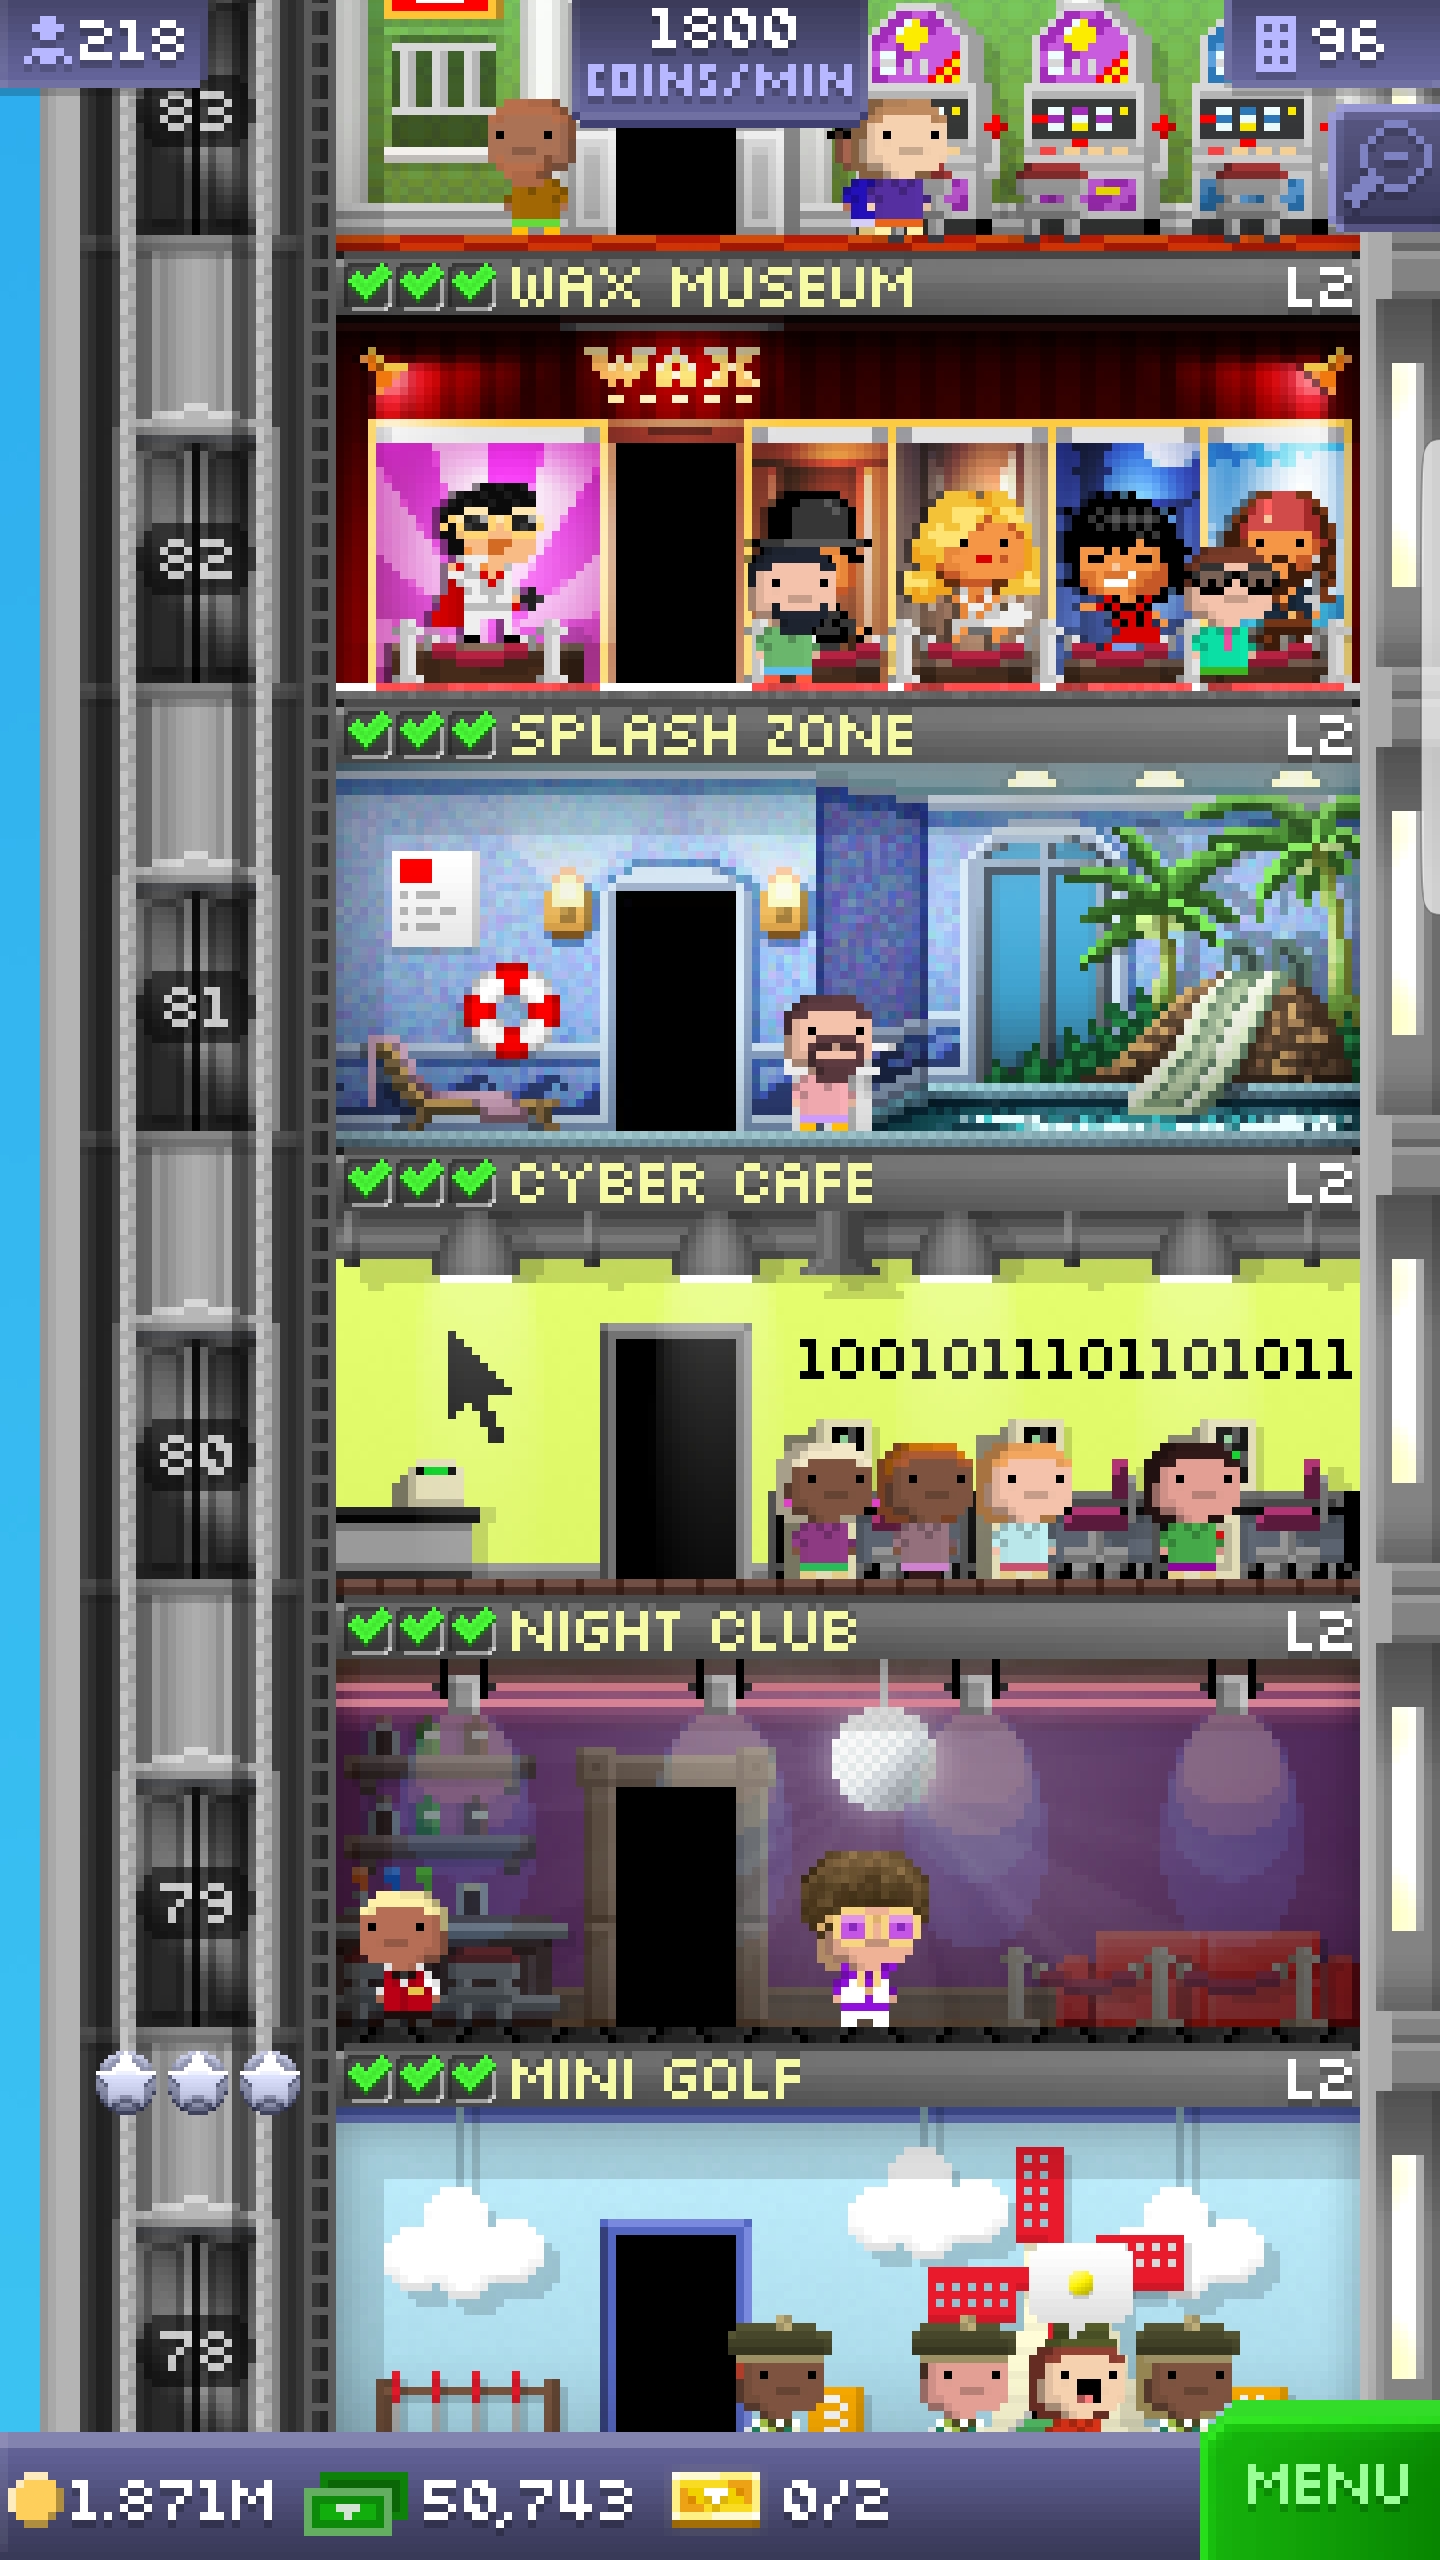 218
1800
COINS/MIN
96
83
WAX MUSEUM L2
WAX
82
SPLASH ZONE L2
81
CYBER CAFE L2
1001011101101011
80
NIGHT CLUB L2
79
MINI GOLF L2
78
1.871M 50,743 0/2
MENU